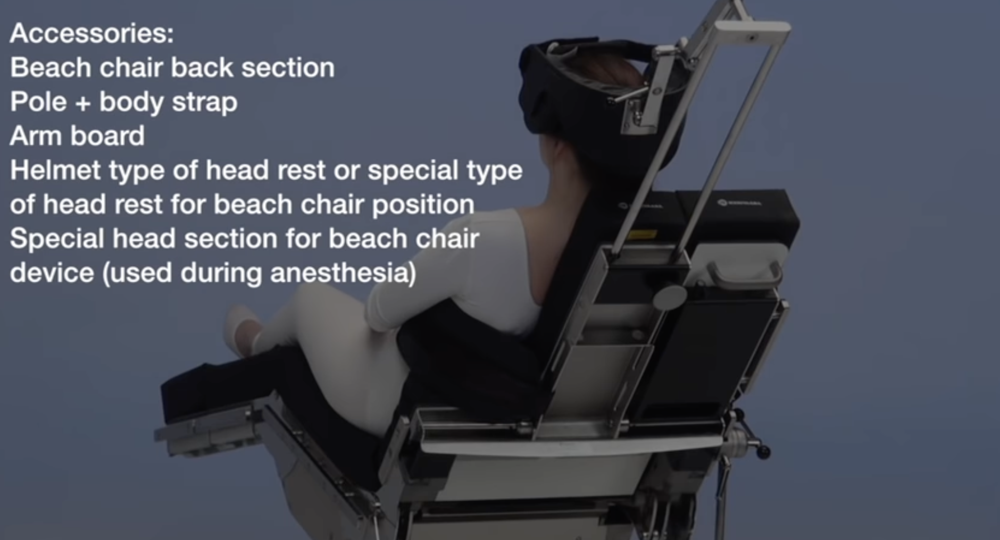 Accessories:
Beach chair back section
Pole + body strap
Arm board
Helmet type of head rest or special type
of head rest for beach chair position
Special head section for beach chair
device (used during anesthesia)